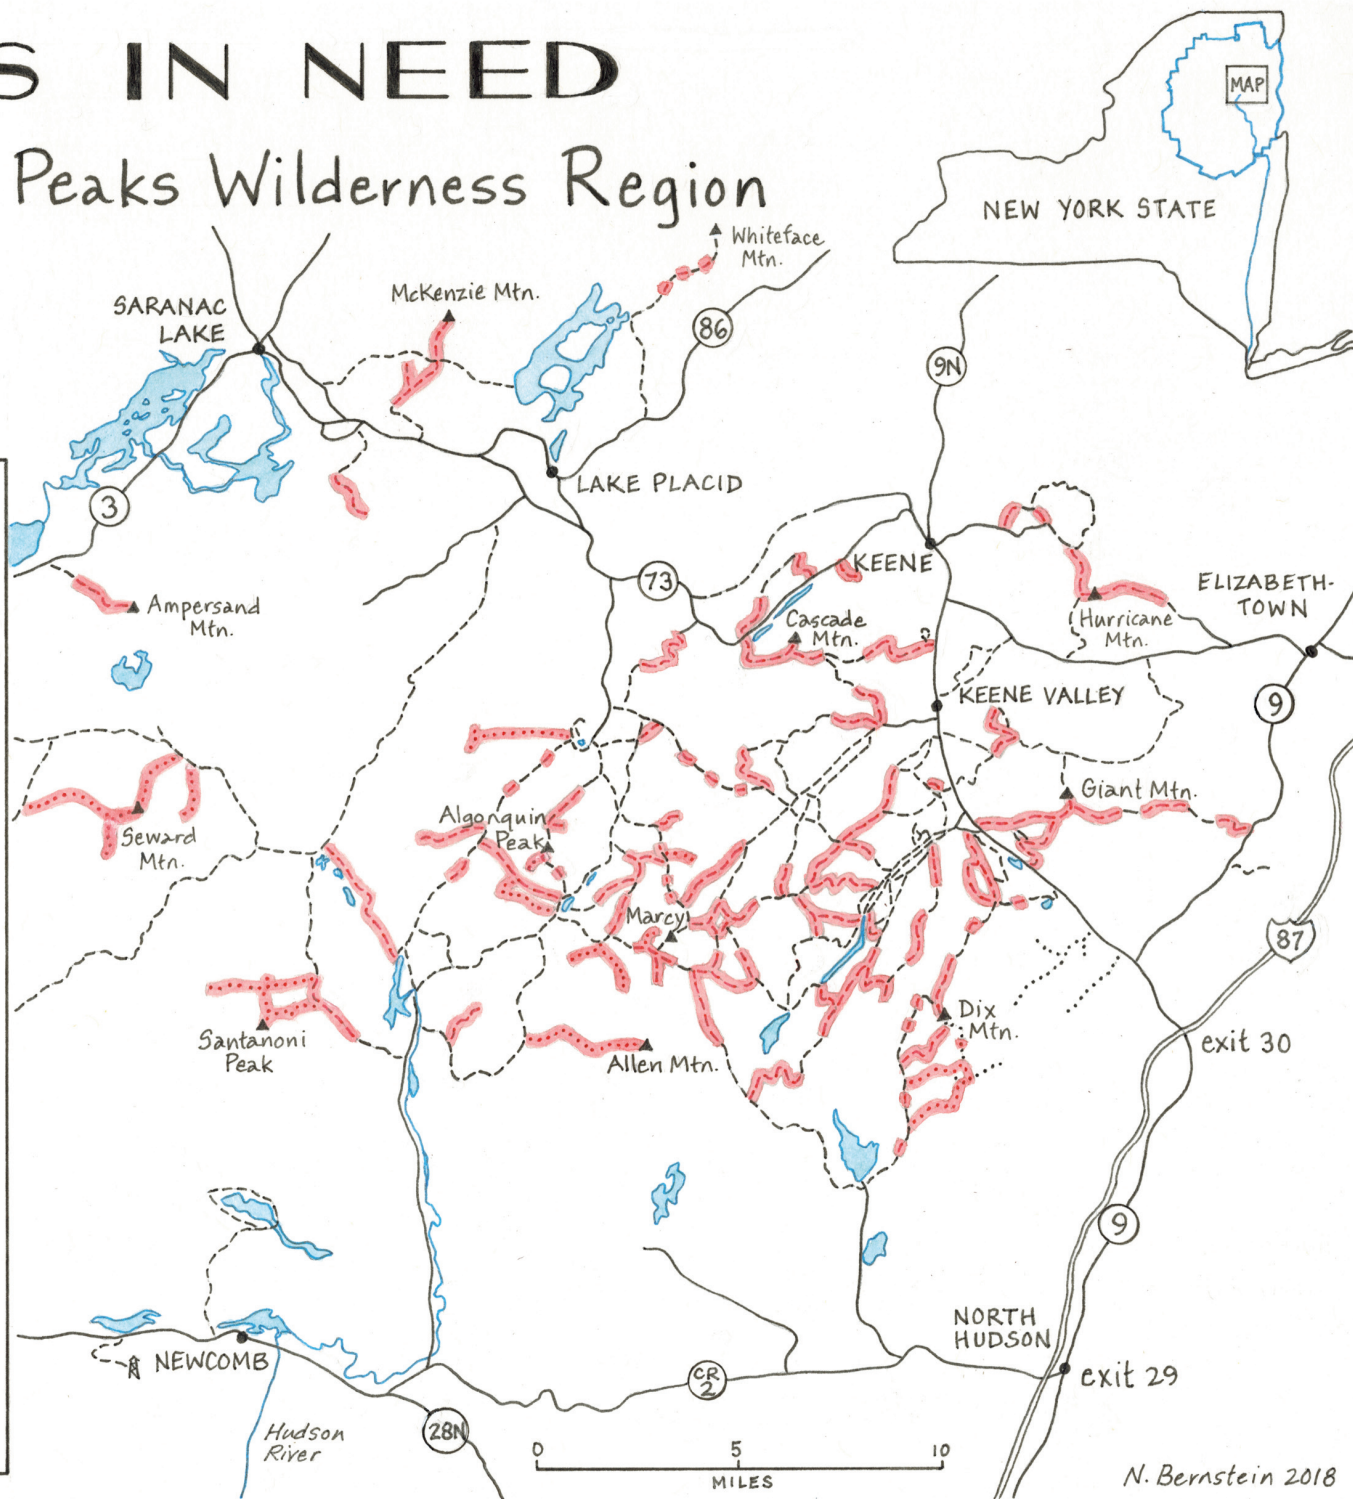 S IN NEED
Peaks Wilderness Region
MAP
NEW YORK STATE
Whiteface
Mtn.
McKenzie Mtn.
SARANAC
LAKE
86
9N
LAKE PLACID
3
KEENE
73
ELIZABETH-
TOWN
Ampersand
Mtn.
Cascade
Mtn.
Hurricane
Mtn.
KEENE VALLEY
9
Giant Mtn.
Algonquin
Peak
Seward
Mtn.
Marcy
87
Dix
Mtn.
Santanoni
Peak
Allen Mtn.
exit 30
9
NORTH
HUDSON
NEWCOMB
CR
2
exit 29
28N
Hudson
River
0 5 10
MILES
N. Bernstein 2018